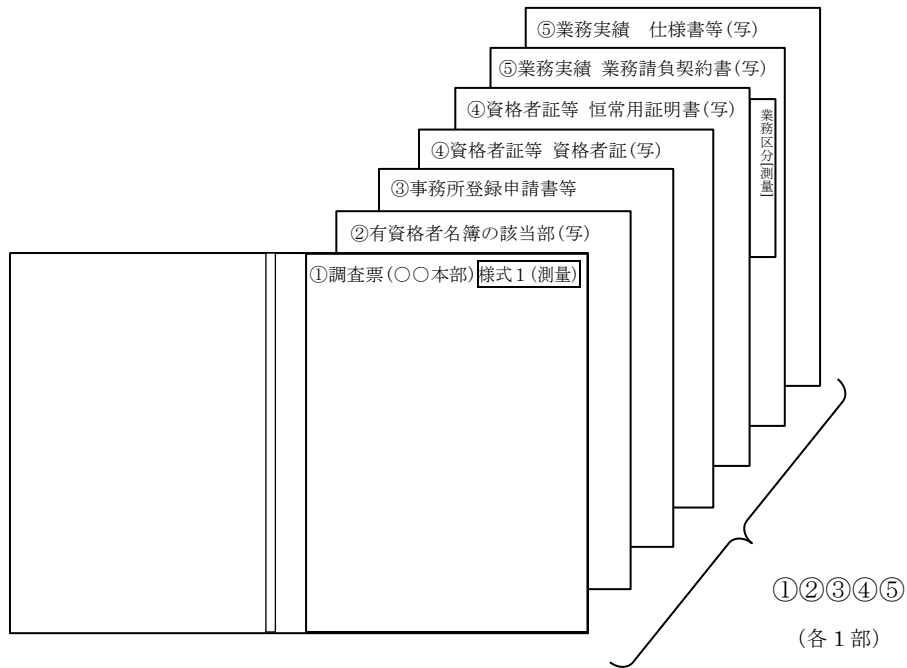 ⑤業務実績　仕様書等(写)
⑤業務実績 業務請負契約書(写)
④資格者証等 恒常用証明書(写)
業務区分[測量]
④資格者証等 資格者証(写)
③事務所登録申請書等
②有資格者名簿の該当部(写)
①調査票(○○本部) 様式１(測量)
①②③④⑤
(各１部)